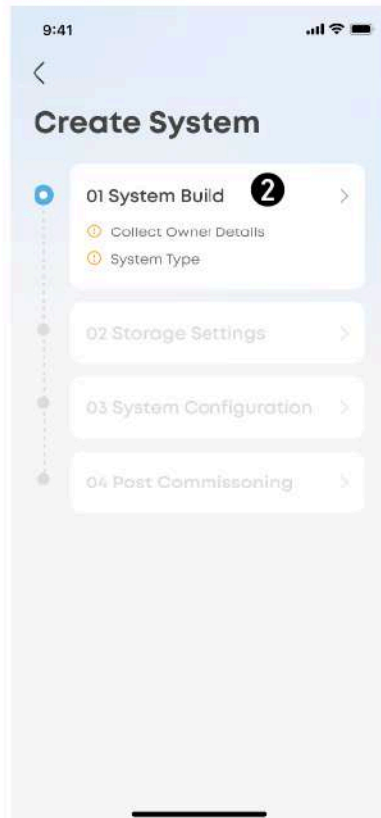 9:41
Create System
01 System Build 2
Collect Owner Details
System Type
02 Storage Settings
03 System Configuration
04 Post Commissoning